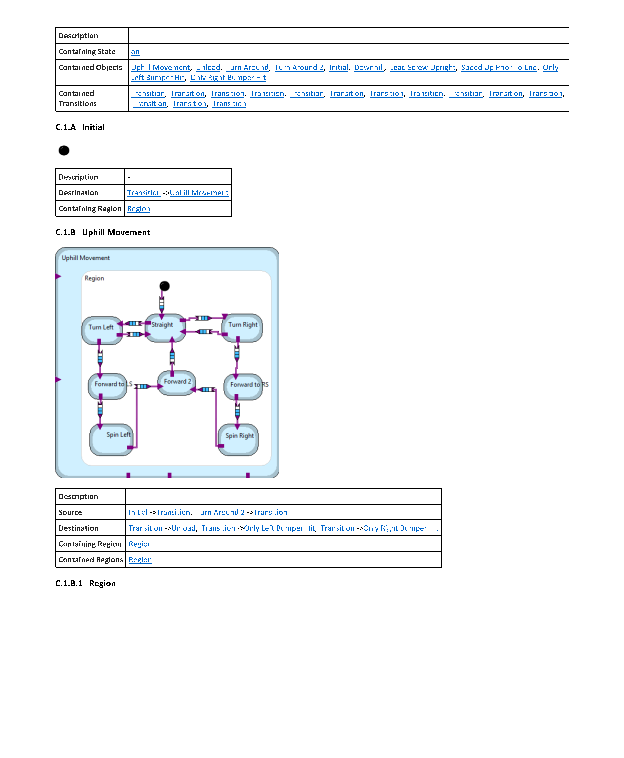 Description
Containing State an
Contained Objects Uphill Movement, Unload, Turn Around, Turn Around 2, Initial, Downhill, Lead Screw Upright, Speed Up Prior To End, Only
Left Bumper Hit, Only Right Bumper Hit
Contained Transition, Transition, Transition, Transition, Transition, Transition, Transition, Transition, Transition, Transition, Transition,
Transitions Transition, Transition, Transition
C.1.A Initial
Description -
Destination Transition ->Uphill Movement
Containing Region Region
C.1.B Uphill Movement
Uphill Movement
Region
Turn Left Straight Turn Right
Forward to LS Forward 2 Forward to RS
Spin Left Spin Right
Description
Source Initial ->Transition, Turn Around 2 ->Transition
Destination Transition ->Unload, Transition ->Only Left Bumper Hit, Transition ->Only Right Bumper
Containing Region Region
Contained Regions Region
C.1.B.1 Region